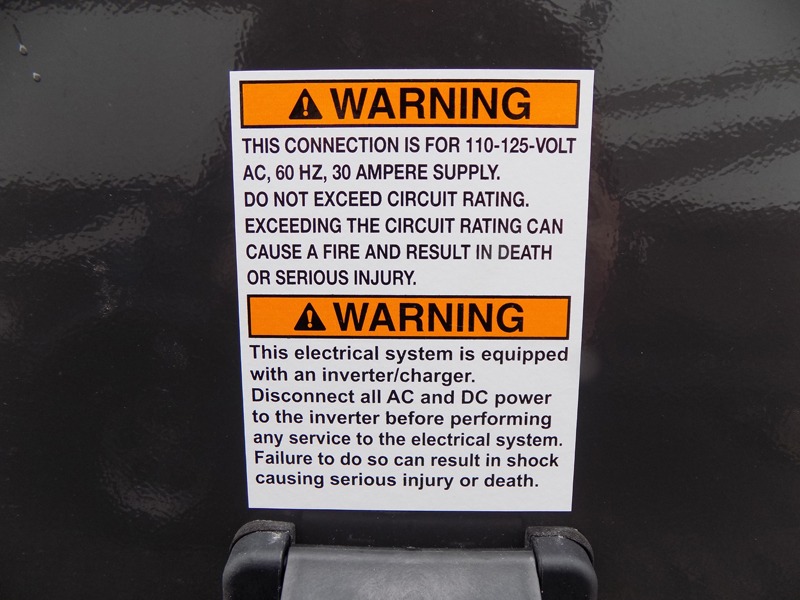 WARNING
THIS CONNECTION IS FOR 110-125-VOLT
AC, 60 HZ, 30 AMPERE SUPPLY.
DO NOT EXCEED CIRCUIT RATING.
EXCEEDING THE CIRCUIT RATING CAN
CAUSE A FIRE AND RESULT IN DEATH
OR SERIOUS INJURY.
WARNING
This electrical system is equipped
with an inverter/charger.
Disconnect all AC and DC power
to the inverter before performing
any service to the electrical system.
Failure to do so can result in shock
causing serious injury or death.